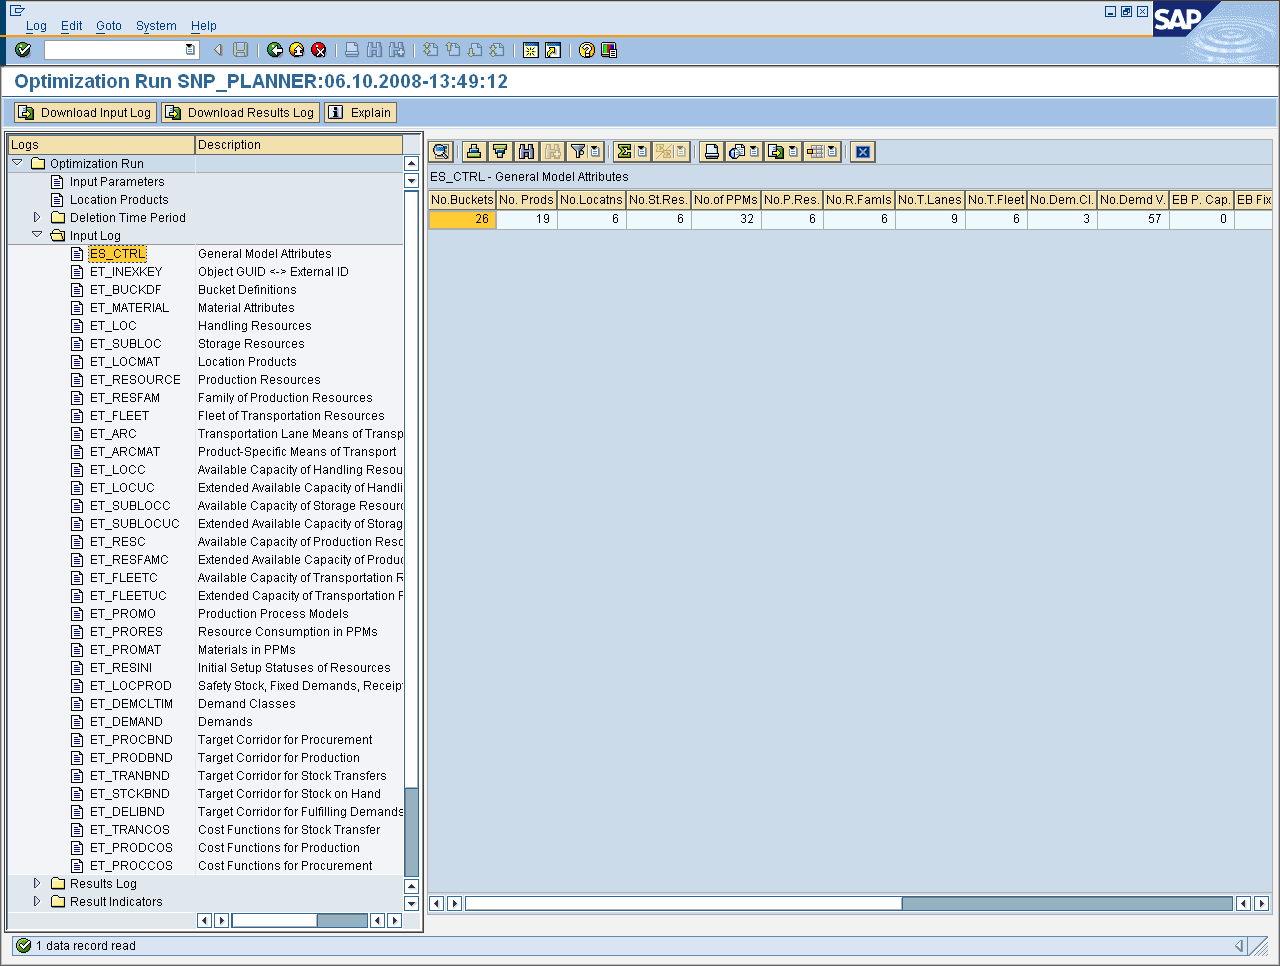 Log Edit Goto System Help
SAP
Optimization Run SNP_PLANNER:06.10.2008-13:49:12
Download Input Log Download Results Log Explain
Logs Description
Optimization Run
Input Parameters
Location Products
Deletion Time Period
Input Log
ES_CTRL General Model Attributes
ET_INEXKEY Object GUID <-> External ID
ET_BUCKDF Bucket Definitions
ET_MATERIAL Material Attributes
ET_LOC Handling Resources
ET_SUBLOC Storage Resources
ET_LOCMAT Location Products
ET_RESOURCE Production Resources
ET_RESFAM Family of Production Resources
ET_FLEET Fleet of Transportation Resources
ET_ARC Transportation Lane Means of Transp
ET_ARCMAT Product-Specific Means of Transport
ET_LOCC Available Capacity of Handling Resou
ET_LOCUC Extended Available Capacity of Handli
ET_SUBLOCC Available Capacity of Storage Resourc
ET_SUBLOCUC Extended Available Capacity of Storag
ET_RESC Available Capacity of Production Resc
ET_RESFAMC Extended Available Capacity of Produc
ET_FLEETC Available Capacity of Transportation R
ET_FLEETUC Extended Capacity of Transportation F
ET_PROMO Production Process Models
ET_PRORES Resource Consumption in PPMs
ET_PROMAT Materials in PPMs
ET_RESINI Initial Setup Statuses of Resources
ET_LOCPROD Safety Stock, Fixed Demands, Receip
ET_DEMCLTIM Demand Classes
ET_DEMAND Demands
ET_PROCBND Target Corridor for Procurement
ET_PRODBND Target Corridor for Production
ET_TRANBND Target Corridor for Stock Transfers
ET_STCKBND Target Corridor for Stock on Hand
ET_DELIBND Target Corridor for Fulfilling Demands
ET_TRANCOS Cost Functions for Stock Transfer
ET_PRODCOS Cost Functions for Production
ET_PROCCOS Cost Functions for Procurement
Results Log
Result Indicators
ES_CTRL - General Model Attributes
No.Buckets No. Prods No.Locatns No.St.Res. No.of PPMs No.P.Res. No.R.Famls No.T.Lanes No.T.Fleet No.Dem.Cl. No.Demd V. EB P. Cap. EB Fix
26 19 6 6 32 6 6 9 6 3 57 0
1 data record read